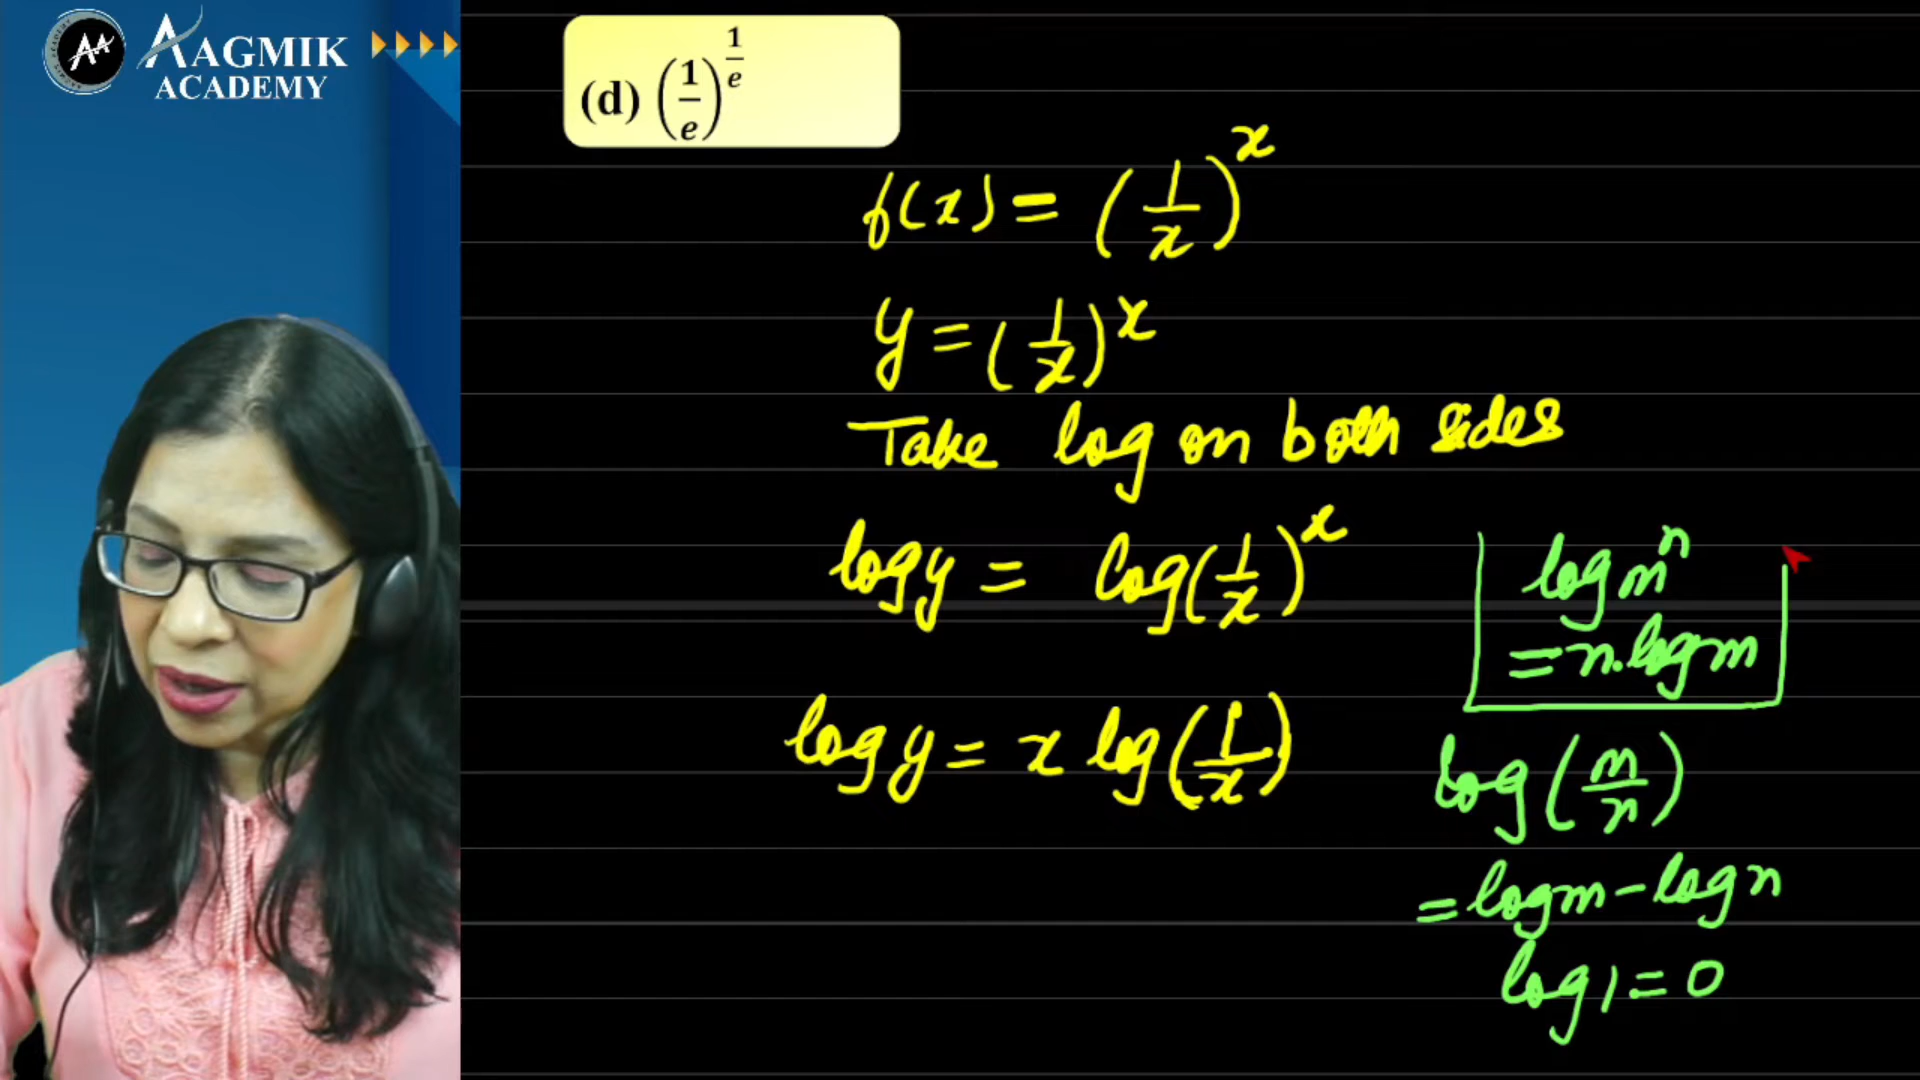 AAGMIK
ACADEMY
(d) (1/e)^(1/e)
f(x) = (1/x)^x
y = (1/x)^x
Take log on both sides
log y = log(1/x)^x
log y = x log(1/x)
log m^n
= n.log m
log(m/n)
= log m - log n
log 1 = 0